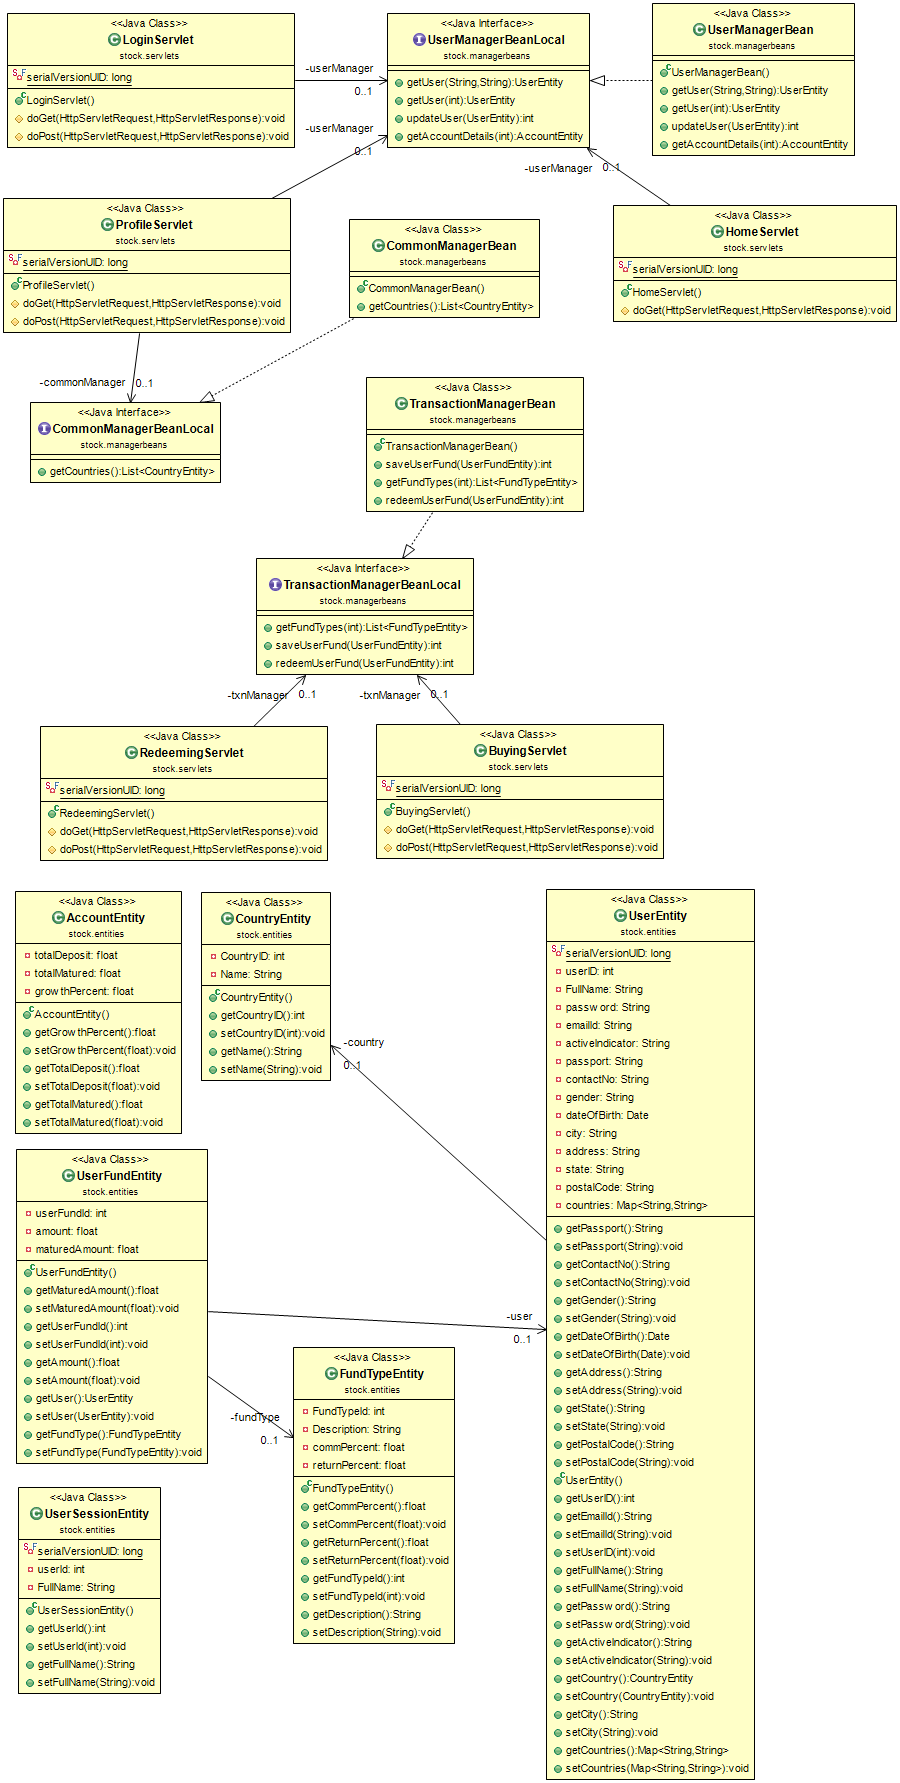 <<Java Class>>
LoginServlet
stock.servlets
serialVersionUID: long
LoginServlet()
doGet(HttpServletRequest,HttpServletResponse):void
doPost(HttpServletRequest,HttpServletResponse):void
-userManager
0..1
<<Java Interface>>
UserManagerBeanLocal
stock.managerbeans
getUser(String,String):UserEntity
getUser(int):UserEntity
updateUser(UserEntity):int
getAccountDetails(int):AccountEntity
<<Java Class>>
UserManagerBean
stock.managerbeans
UserManagerBean()
getUser(String,String):UserEntity
getUser(int):UserEntity
updateUser(UserEntity):int
getAccountDetails(int):AccountEntity
-userManager
0..1
-userManager
0..1
<<Java Class>>
ProfileServlet
stock.servlets
serialVersionUID: long
ProfileServlet()
doGet(HttpServletRequest,HttpServletResponse):void
doPost(HttpServletRequest,HttpServletResponse):void
<<Java Class>>
CommonManagerBean
stock.managerbeans
CommonManagerBean()
getCountries():List<CountryEntity>
<<Java Class>>
HomeServlet
stock.servlets
serialVersionUID: long
HomeServlet()
doGet(HttpServletRequest,HttpServletResponse):void
-commonManager
0..1
<<Java Interface>>
CommonManagerBeanLocal
stock.managerbeans
getCountries():List<CountryEntity>
<<Java Class>>
TransactionManagerBean
stock.managerbeans
TransactionManagerBean()
saveUserFund(UserFundEntity):int
getFundTypes(int):List<FundTypeEntity>
redeemUserFund(UserFundEntity):int
<<Java Interface>>
TransactionManagerBeanLocal
stock.managerbeans
getFundTypes(int):List<FundTypeEntity>
saveUserFund(UserFundEntity):int
redeemUserFund(UserFundEntity):int
-txnManager
0..1
-txnManager
0..1
<<Java Class>>
RedeemingServlet
stock.servlets
serialVersionUID: long
RedeemingServlet()
doGet(HttpServletRequest,HttpServletResponse):void
doPost(HttpServletRequest,HttpServletResponse):void
<<Java Class>>
BuyingServlet
stock.servlets
serialVersionUID: long
BuyingServlet()
doGet(HttpServletRequest,HttpServletResponse):void
doPost(HttpServletRequest,HttpServletResponse):void
<<Java Class>>
AccountEntity
stock.entities
totalDeposit: float
totalMatured: float
growthPercent: float
AccountEntity()
getGrowthPercent():float
setGrowthPercent(float):void
getTotalDeposit():float
setTotalDeposit(float):void
getTotalMatured():float
setTotalMatured(float):void
<<Java Class>>
CountryEntity
stock.entities
CountryID: int
Name: String
CountryEntity()
getCountryID():int
setCountryID(int):void
getName():String
setName(String):void
-country
0..1
<<Java Class>>
UserEntity
stock.entities
serialVersionUID: long
userID: int
FullName: String
password: String
emailId: String
activeIndicator: String
passport: String
contactNo: String
gender: String
dateOfBirth: Date
city: String
address: String
state: String
postalCode: String
countries: Map<String,String>
getPassport():String
setPassport(String):void
getContactNo():String
setContactNo(String):void
getGender():String
setGender(String):void
getDateOfBirth():Date
setDateOfBirth(Date):void
getAddress():String
setAddress(String):void
getState():String
setState(String):void
getPostalCode():String
setPostalCode(String):void
UserEntity()
getUserID():int
getEmailId():String
setEmailId(String):void
setUserID(int):void
getFullName():String
setFullName(String):void
getPassword():String
setPassword(String):void
getActiveIndicator():String
setActiveIndicator(String):void
getCountry():CountryEntity
setCountry(CountryEntity):void
getCity():String
setCity(String):void
getCountries():Map<String,String>
setCountries(Map<String,String>):void
<<Java Class>>
UserFundEntity
stock.entities
userFundId: int
amount: float
maturedAmount: float
UserFundEntity()
getMaturedAmount():float
setMaturedAmount(float):void
getUserFundId():int
setUserFundId(int):void
getAmount():float
setAmount(float):void
getUser():UserEntity
setUser(UserEntity):void
getFundType():FundTypeEntity
setFundType(FundTypeEntity):void
-user
0..1
-fundType
0..1
<<Java Class>>
FundTypeEntity
stock.entities
FundTypeId: int
Description: String
commPercent: float
returnPercent: float
FundTypeEntity()
getCommPercent():float
setCommPercent(float):void
getReturnPercent():float
setReturnPercent(float):void
getFundTypeId():int
setFundTypeId(int):void
getDescription():String
setDescription(String):void
<<Java Class>>
UserSessionEntity
stock.entities
serialVersionUID: long
userId: int
FullName: String
UserSessionEntity()
getUserId():int
setUserId(int):void
getFullName():String
setFullName(String):void